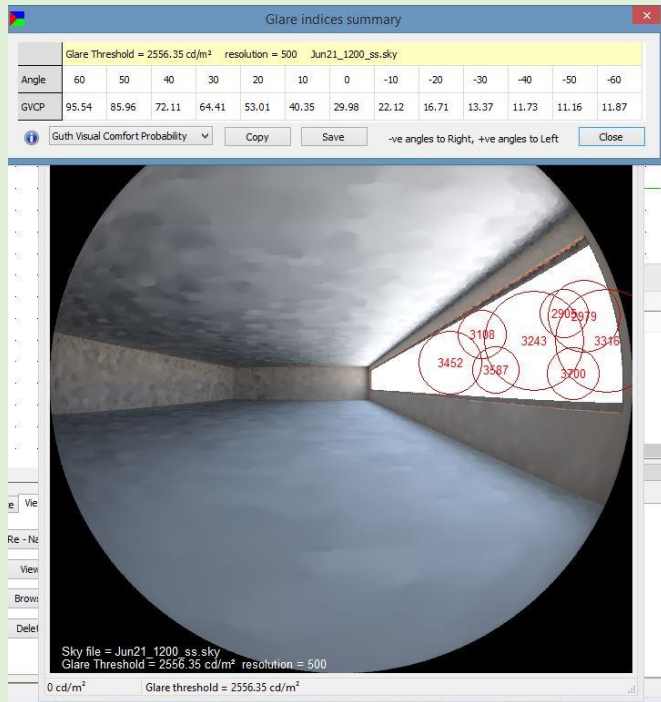 Glare indices summary
Glare Threshold = 2556.35 cd/m² resolution = 500 Jun21_1200_ss.sky
Angle 60 50 40 30 20 10 0 -10 -20 -30 -40 -50 -60
GVCP 95.54 85.96 72.11 64.41 53.01 40.35 29.98 22.12 16.71 13.37 11.73 11.16 11.87
Guth Visual Comfort Probability Copy Save -ve angles to Right, +ve angles to Left Close
2905 2979
3108 3243 3316
3452 3587 3700
Vie
Re - Na
View
Brows
Delet
Sky file = Jun21_1200_ss.sky
Glare Threshold = 2556.35 cd/m² resolution = 500
0 cd/m² Glare threshold = 2556.35 cd/m²